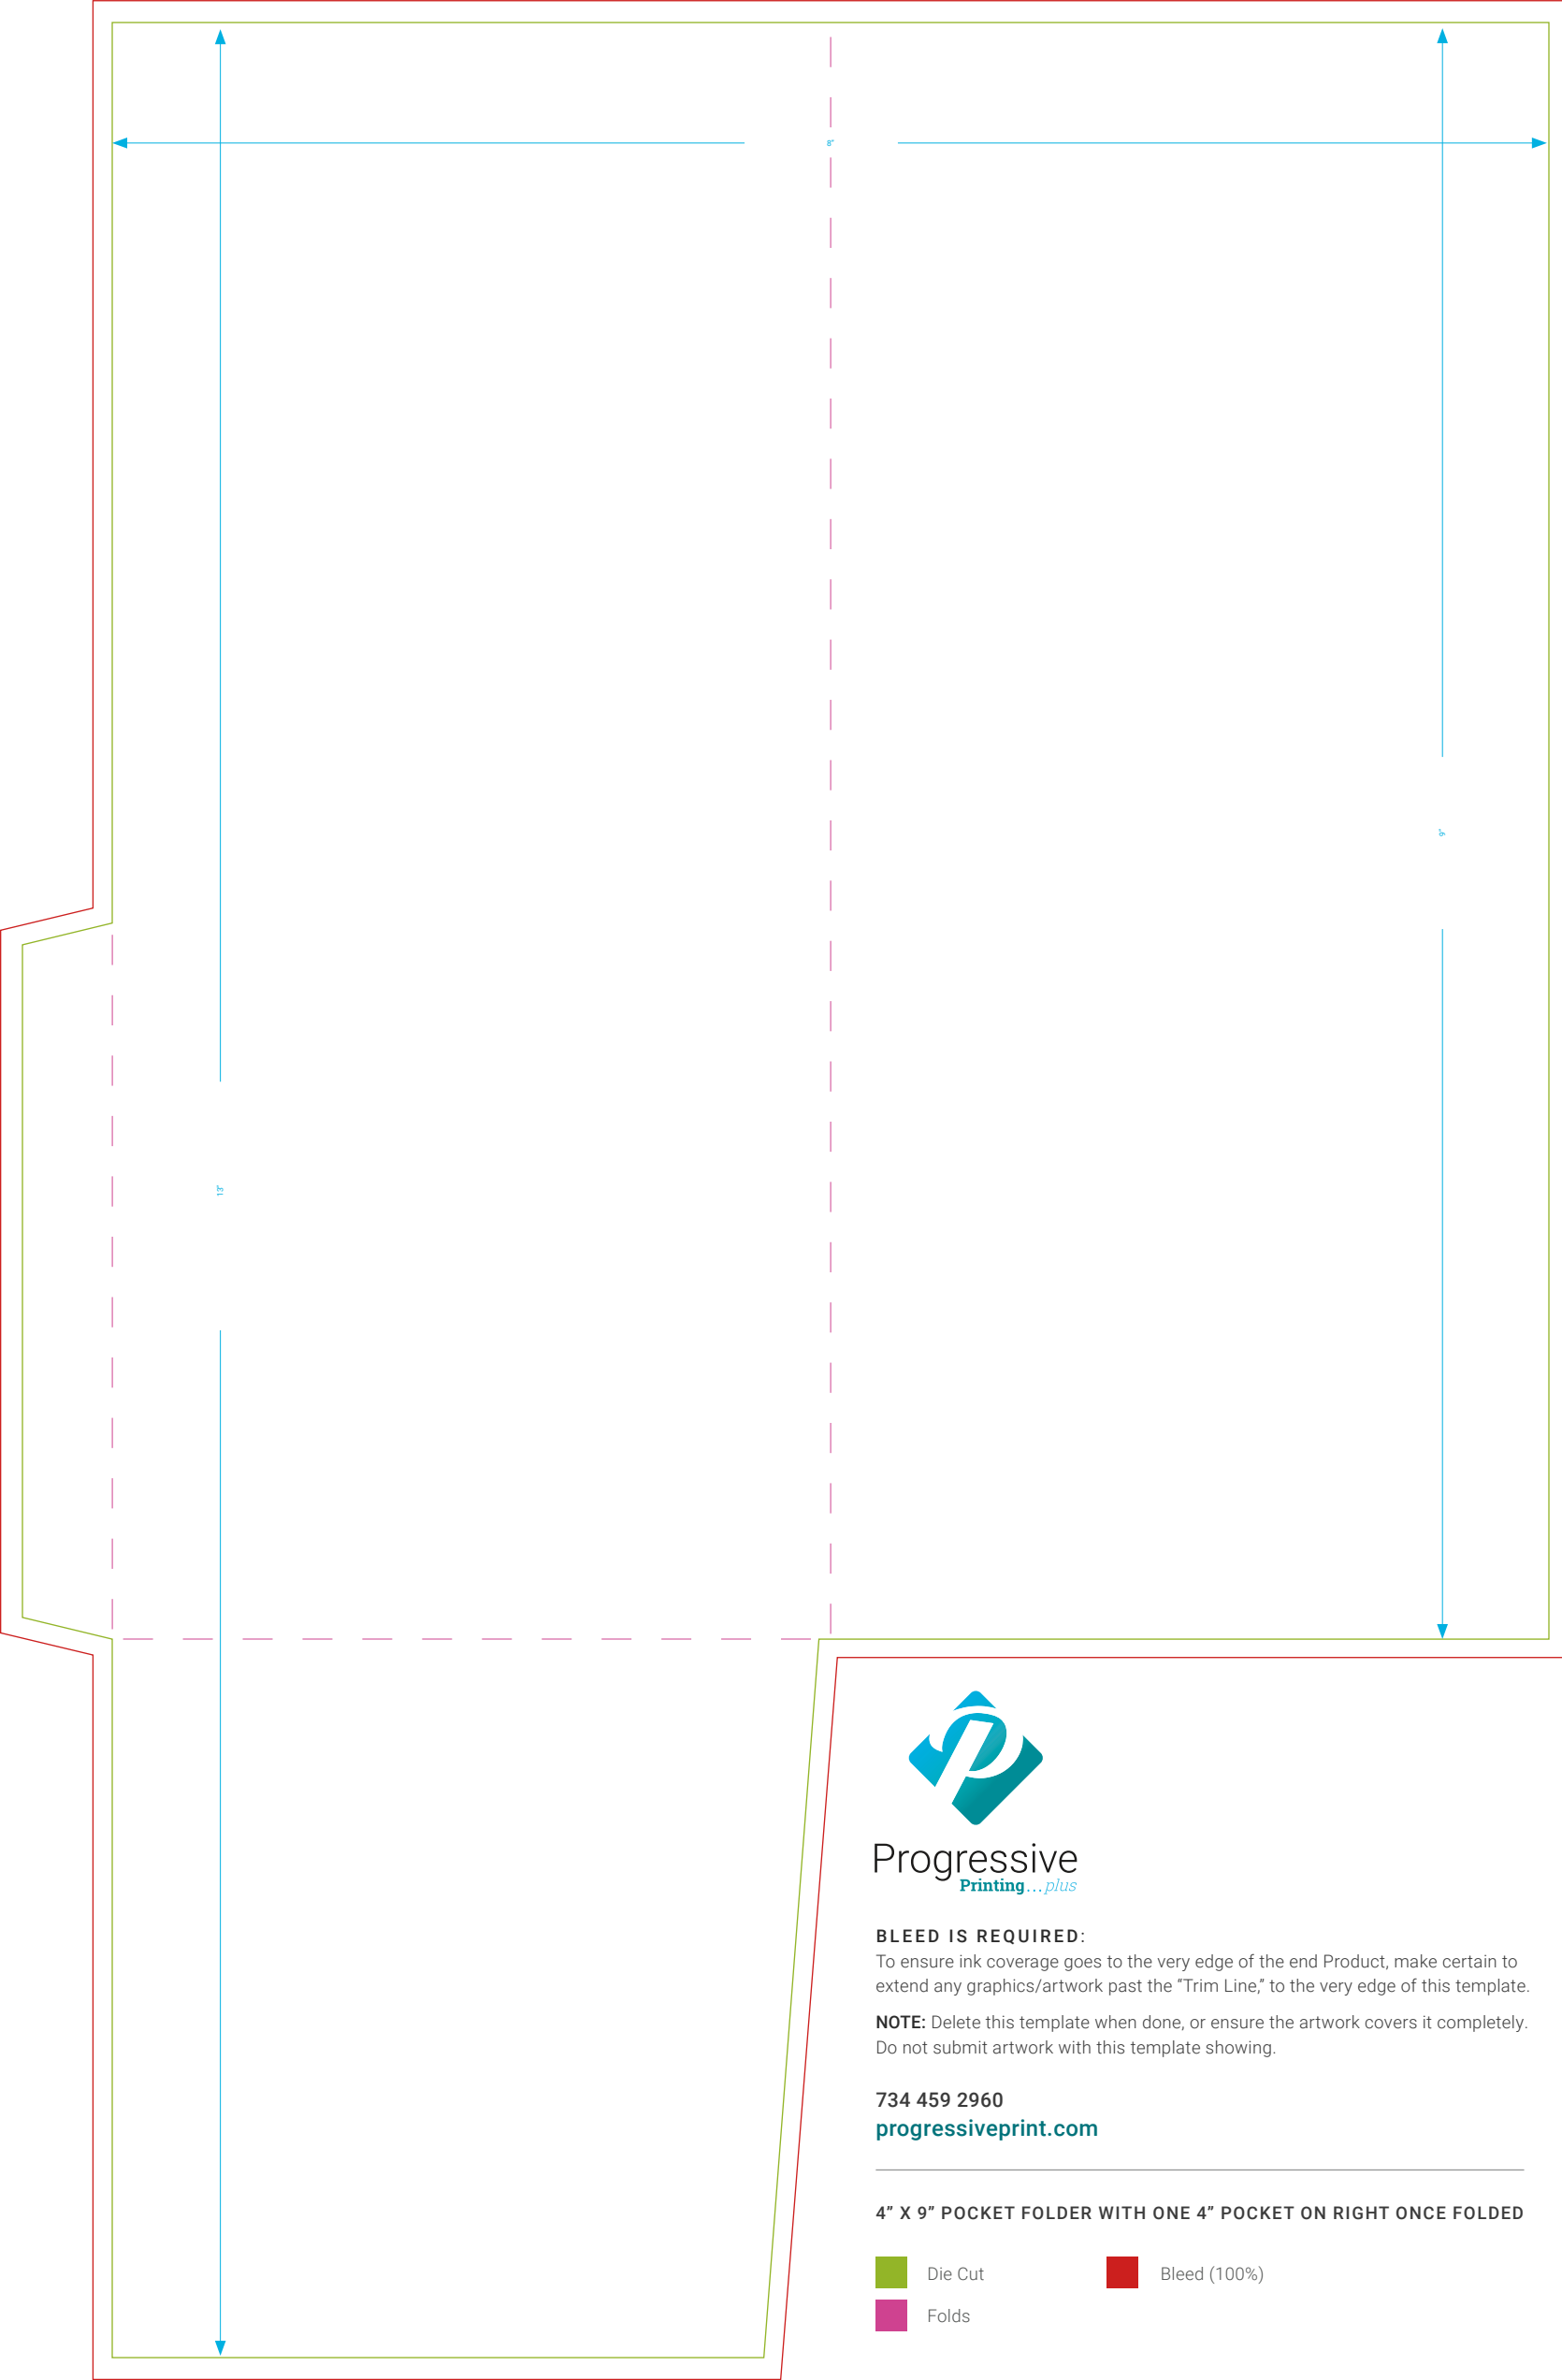 8"
9"
13"
Progressive
Printing...plus
BLEED IS REQUIRED:
To ensure ink coverage goes to the very edge of the end Product, make certain to
extend any graphics/artwork past the “Trim Line,” to the very edge of this template.
NOTE: Delete this template when done, or ensure the artwork covers it completely.
Do not submit artwork with this template showing.
734 459 2960
progressiveprint.com
4” X 9” POCKET FOLDER WITH ONE 4” POCKET ON RIGHT ONCE FOLDED
Die Cut
Bleed (100%)
Folds